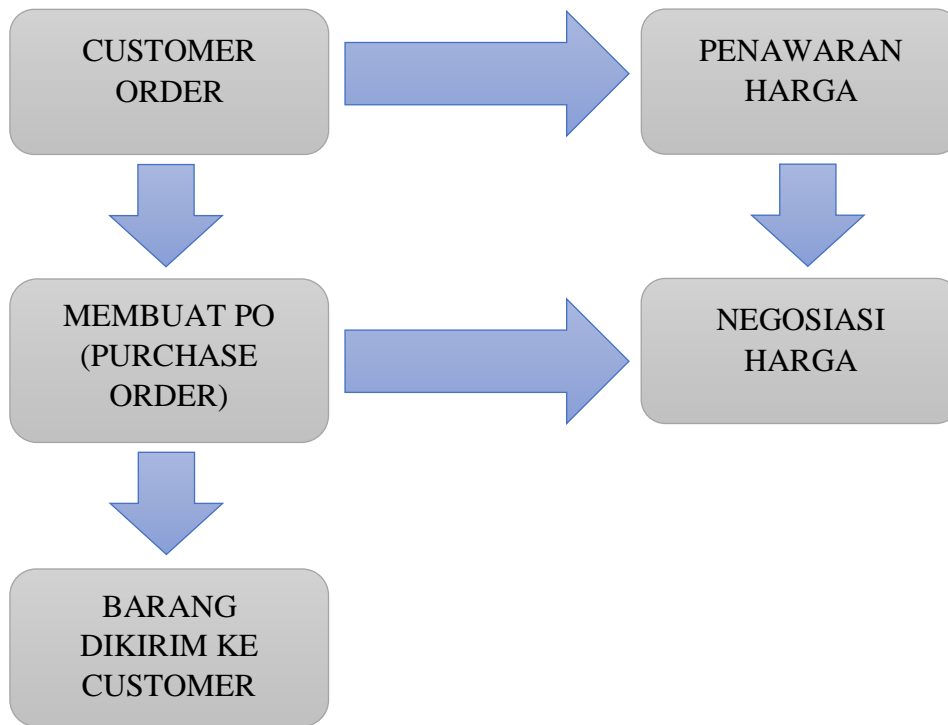 CUSTOMER
ORDER
PENAWARAN
HARGA
MEMBUAT PO
(PURCHASE
ORDER)
NEGOSIASI
HARGA
BARANG
DIKIRIM KE
CUSTOMER